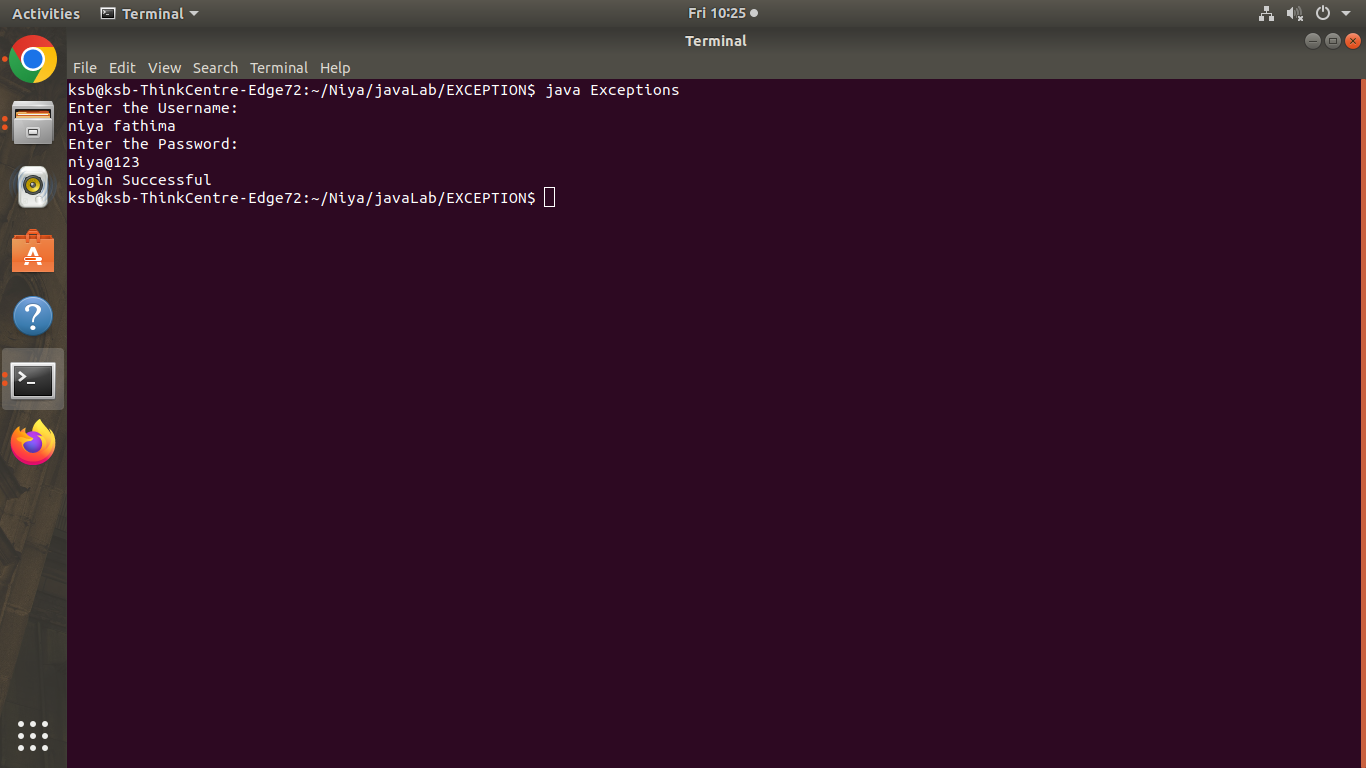 Activities Terminal Fri 10:25
Terminal
File Edit View Search Terminal Help
ksb@ksb-ThinkCentre-Edge72:~/Niya/javaLab/EXCEPTION$ java Exceptions
Enter the Username:
niya fathima
Enter the Password:
niya@123
Login Successful
ksb@ksb-ThinkCentre-Edge72:~/Niya/javaLab/EXCEPTION$